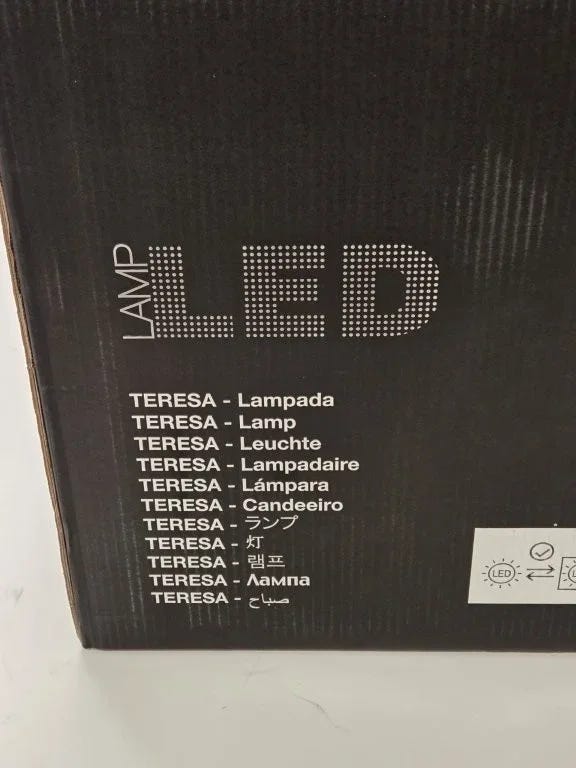 LAMP
LED
TERESA - Lampada
TERESA - Lamp
TERESA - Leuchte
TERESA - Lampadaire
TERESA - Lámpara
TERESA - Candeeiro
TERESA - ランプ
TERESA - 灯
TERESA - 램프
TERESA - Лампа
TERESA - صباح
LED